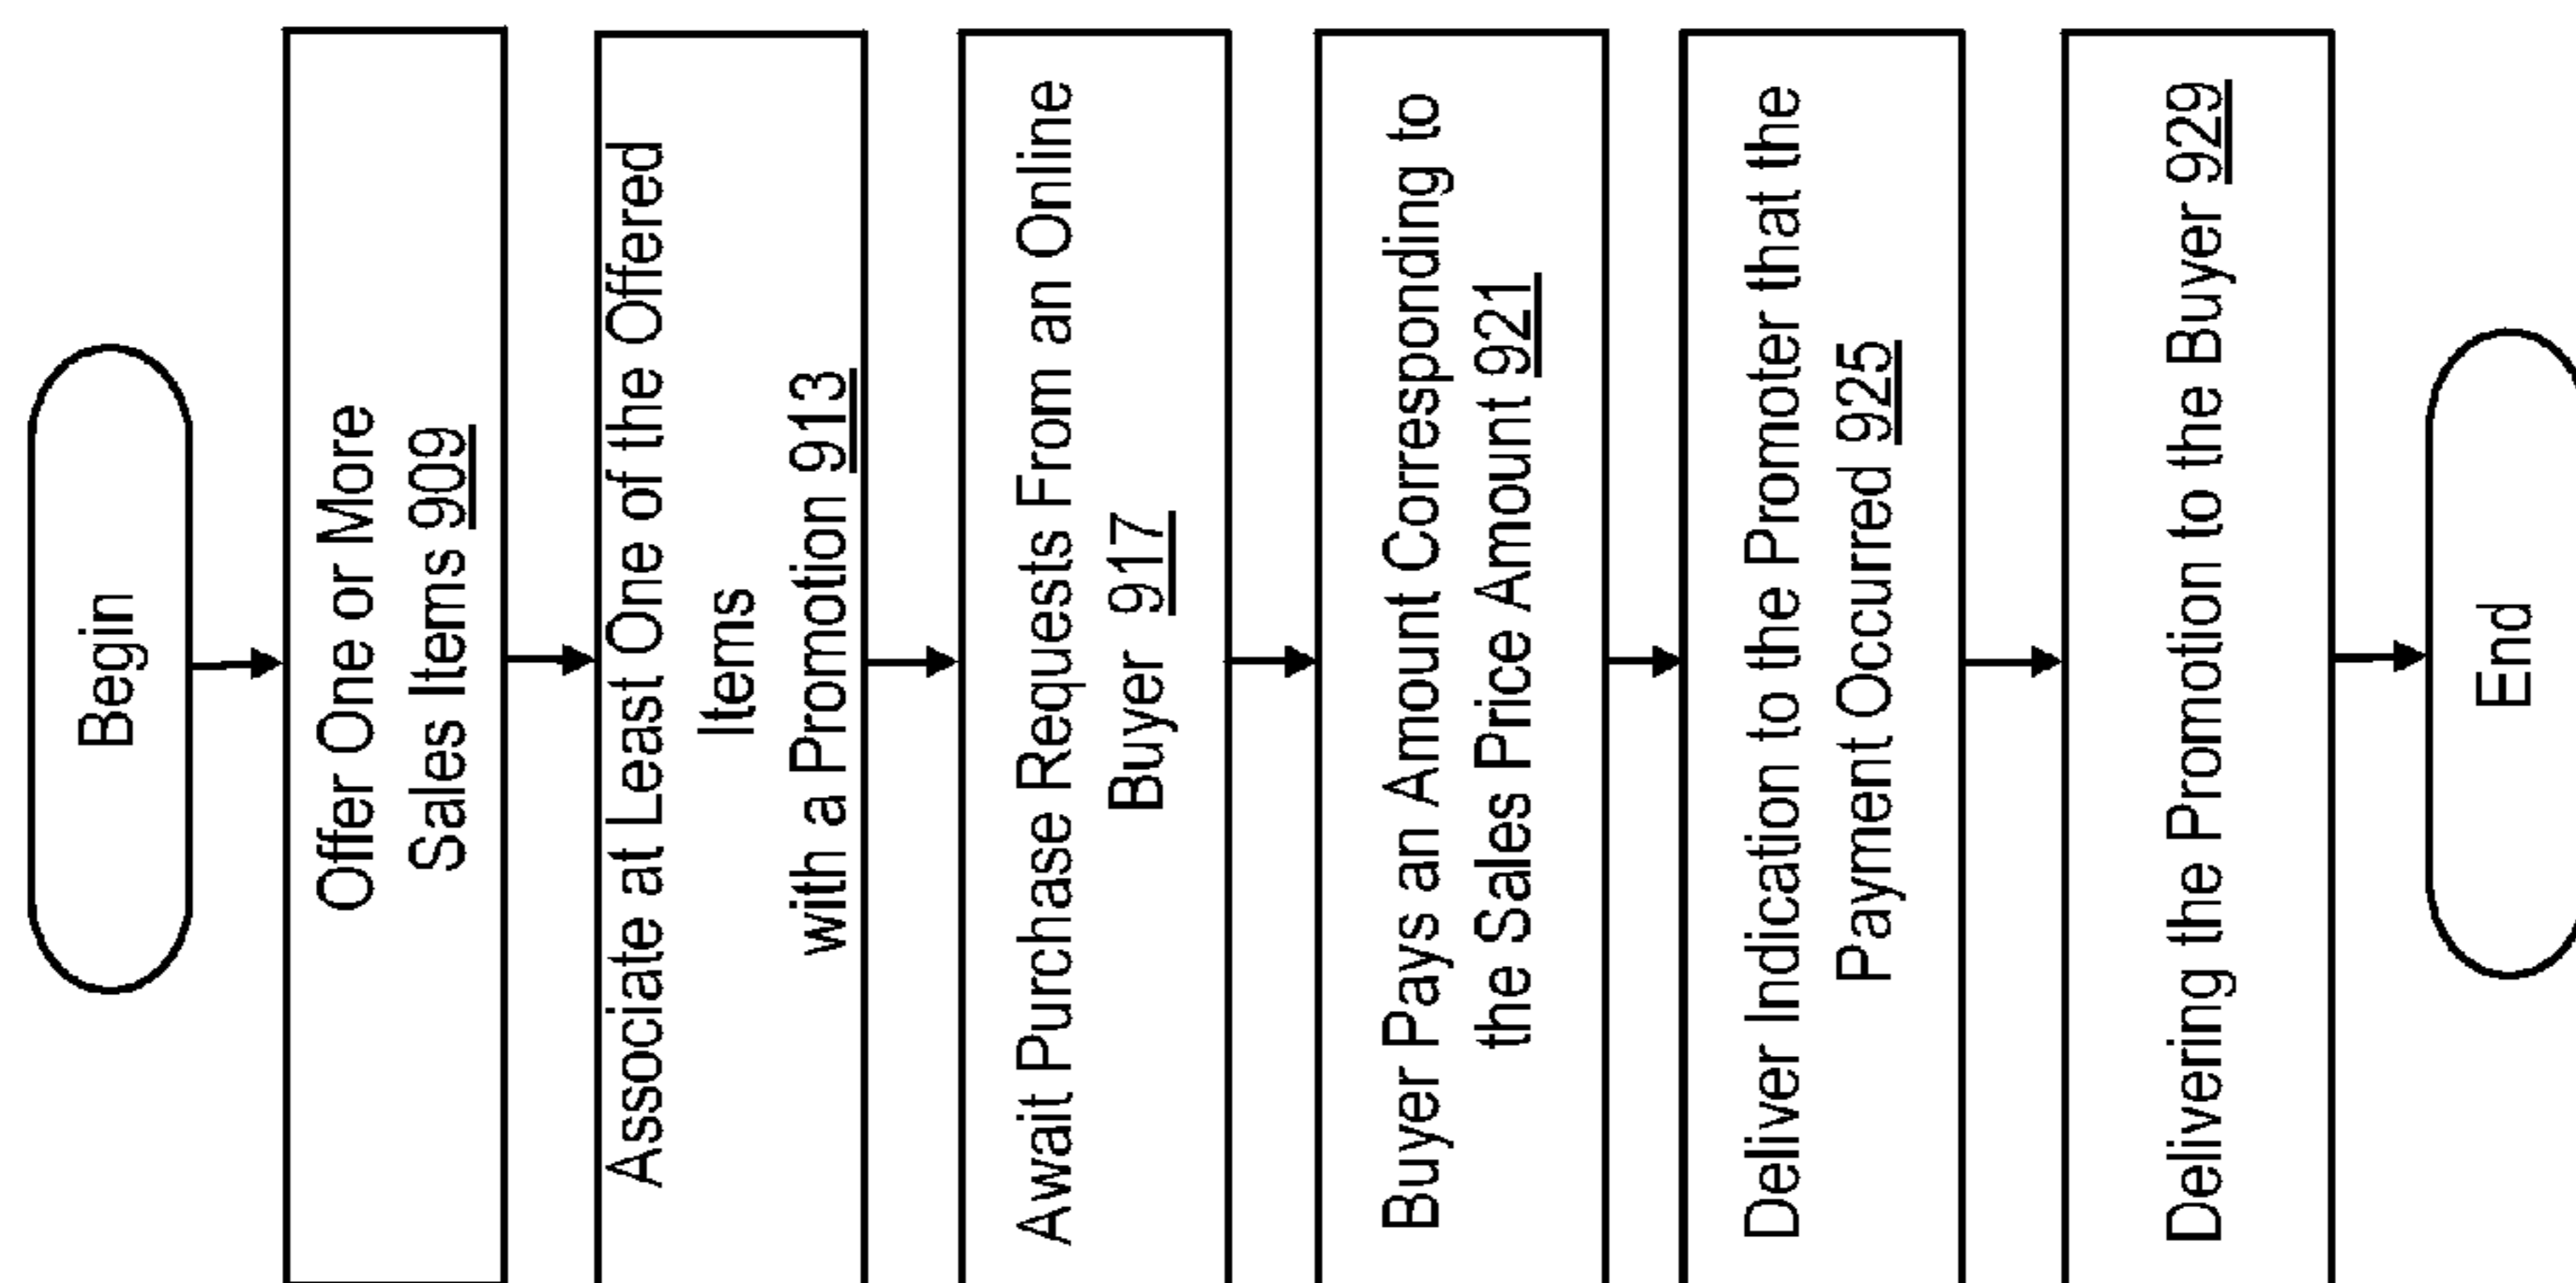 Begin
Offer One or More
Sales Items 909
Associate at Least One of the Offered
Items
with a Promotion 913
Await Purchase Requests From an Online
Buyer 917
Buyer Pays an Amount Corresponding to
the Sales Price Amount 921
Deliver Indication to the Promoter that the
Payment Occurred 925
Delivering the Promotion to the Buyer 929
End